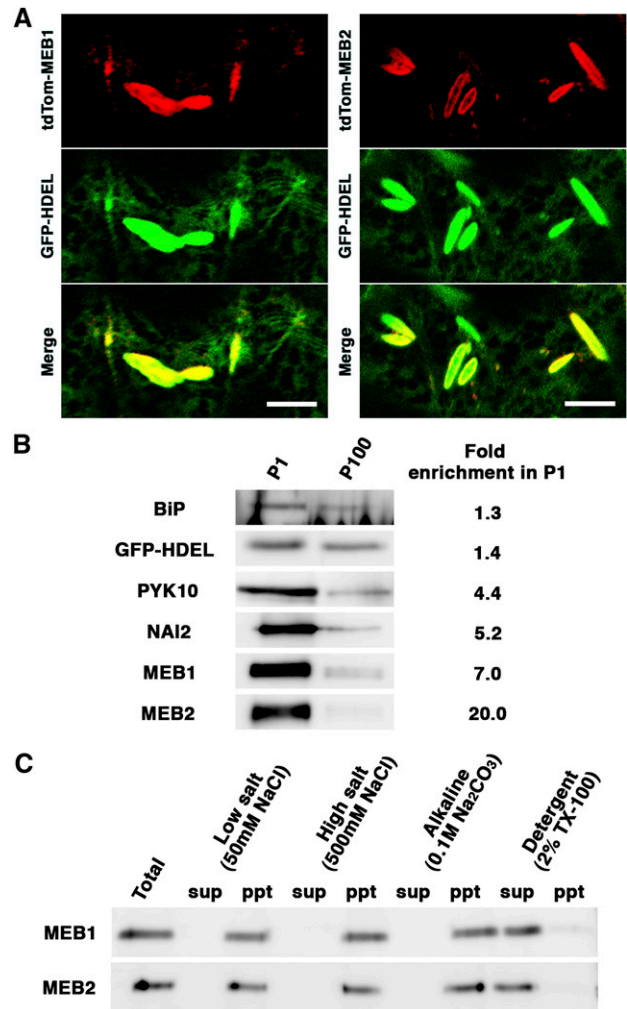 A
tdTom-MEB1
GFP-HDEL
Merge
tdTom-MEB2
GFP-HDEL
Merge
B
P1 P100 Fold
enrichment in P1
BiP 1.3
GFP-HDEL 1.4
PYK10 4.4
NAI2 5.2
MEB1 7.0
MEB2 20.0
C
Total
Low salt
(50mM NaCl)
High salt
(500mM NaCl)
Alkaline
(0.1M Na₂CO₃)
Detergent
(2% TX-100)
sup ppt sup ppt sup ppt sup ppt
MEB1
MEB2